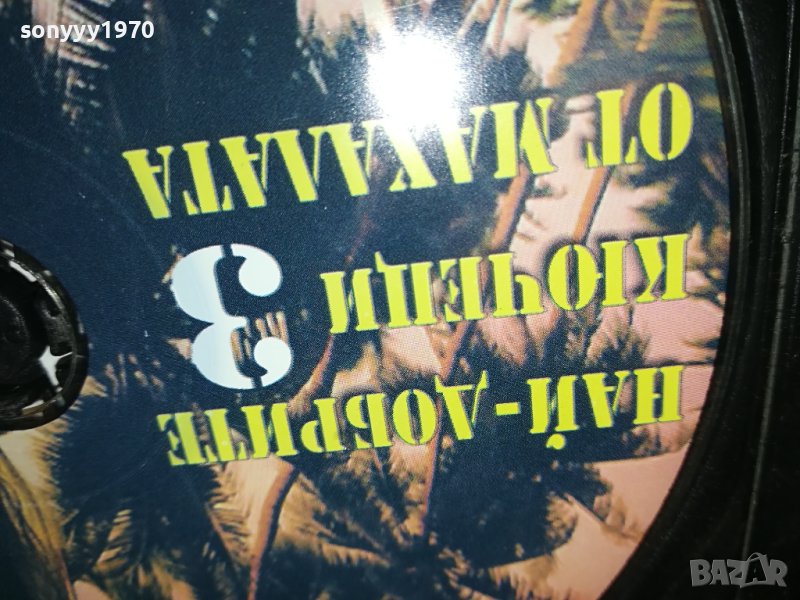 sonyyy1970
НАЙ-ДОБРИТЕ
КЮЧЕЦИ 3
ОТ МАХАЛАТА
BAZAR